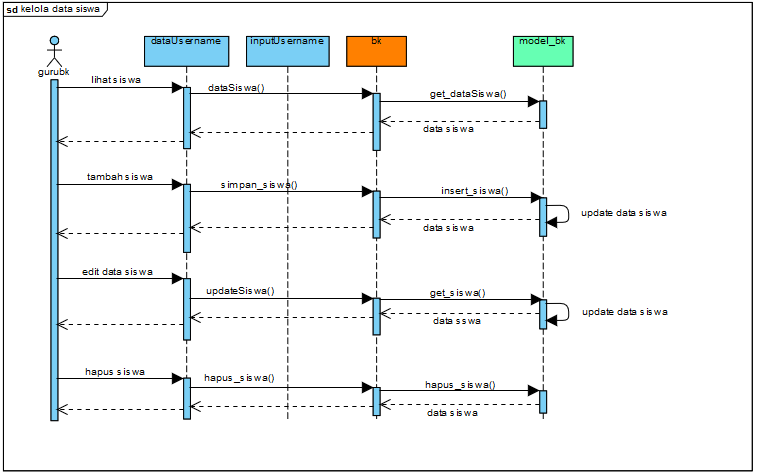 sd kelola data siswa
dataUsername
inputUsername
bk
model_bk
gurubk
lihat siswa
dataSiswa()
get_dataSiswa()
data siswa
tambah siswa
simpan_siswa()
insert_siswa()
update data siswa
data siswa
edit data siswa
updateSiswa()
get_siswa()
update data siswa
data sswa
hapus siswa
hapus_siswa()
hapus_siswa()
data siswa